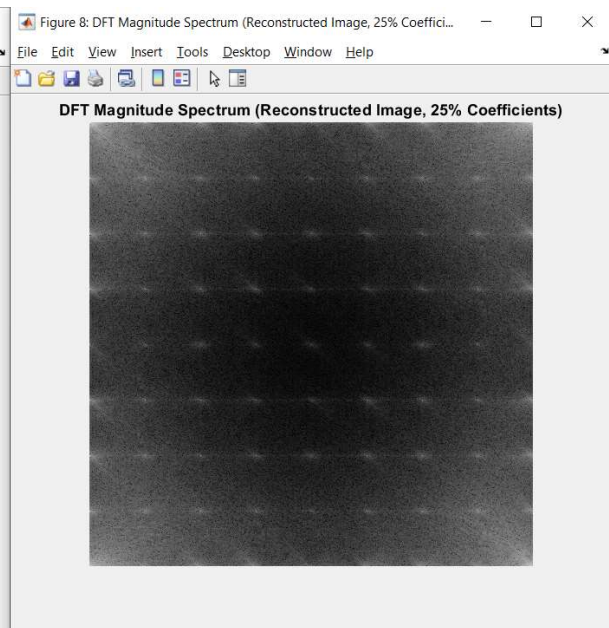 Figure 8: DFT Magnitude Spectrum (Reconstructed Image, 25% Coeffici...
File Edit View Insert Tools Desktop Window Help
DFT Magnitude Spectrum (Reconstructed Image, 25% Coefficients)